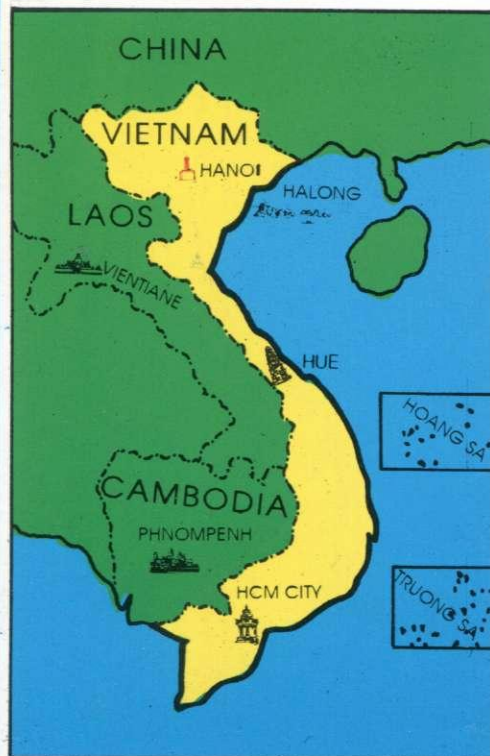 CHINA
VIETNAM
HANOI
HALONG
LAOS
VIENTIANE
HUE
HOANG SA
CAMBODIA
PHNOMPENH
HCM CITY
TRUONG SA